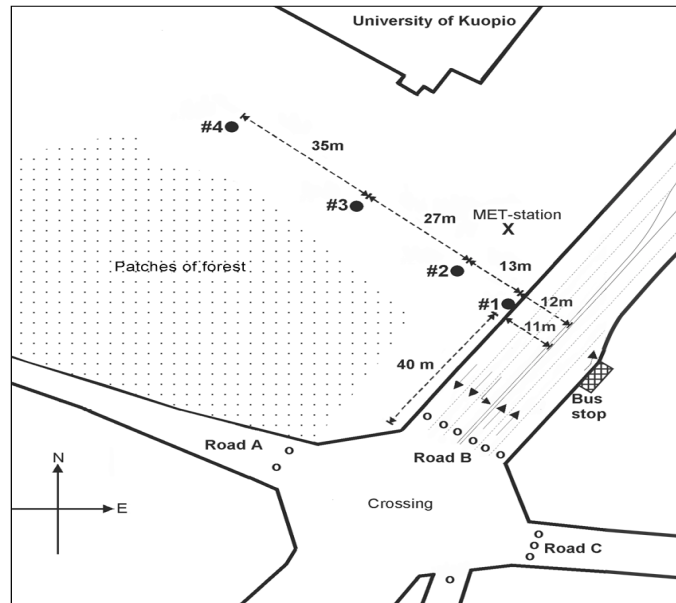 University of Kuopio
#4
35m
#3
27m
MET-station
X
Patches of forest
#2
13m
#1
12m
11m
40 m
Bus
stop
Road A
Road B
N
E
Crossing
Road C